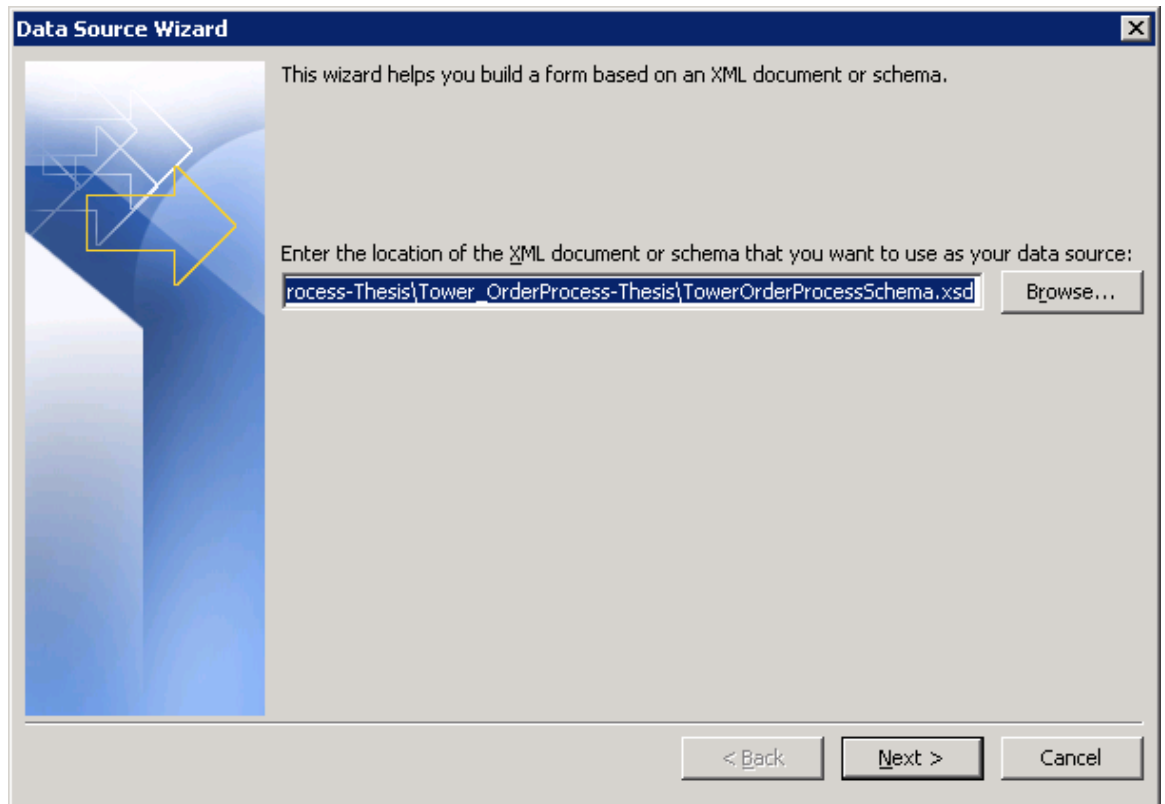 Data Source Wizard
This wizard helps you build a form based on an XML document or schema.
Enter the location of the XML document or schema that you want to use as your data source:
rocess-Thesis\Tower_OrderProcess-Thesis\TowerOrderProcessSchema.xsd
Browse...
< Back
Next >
Cancel